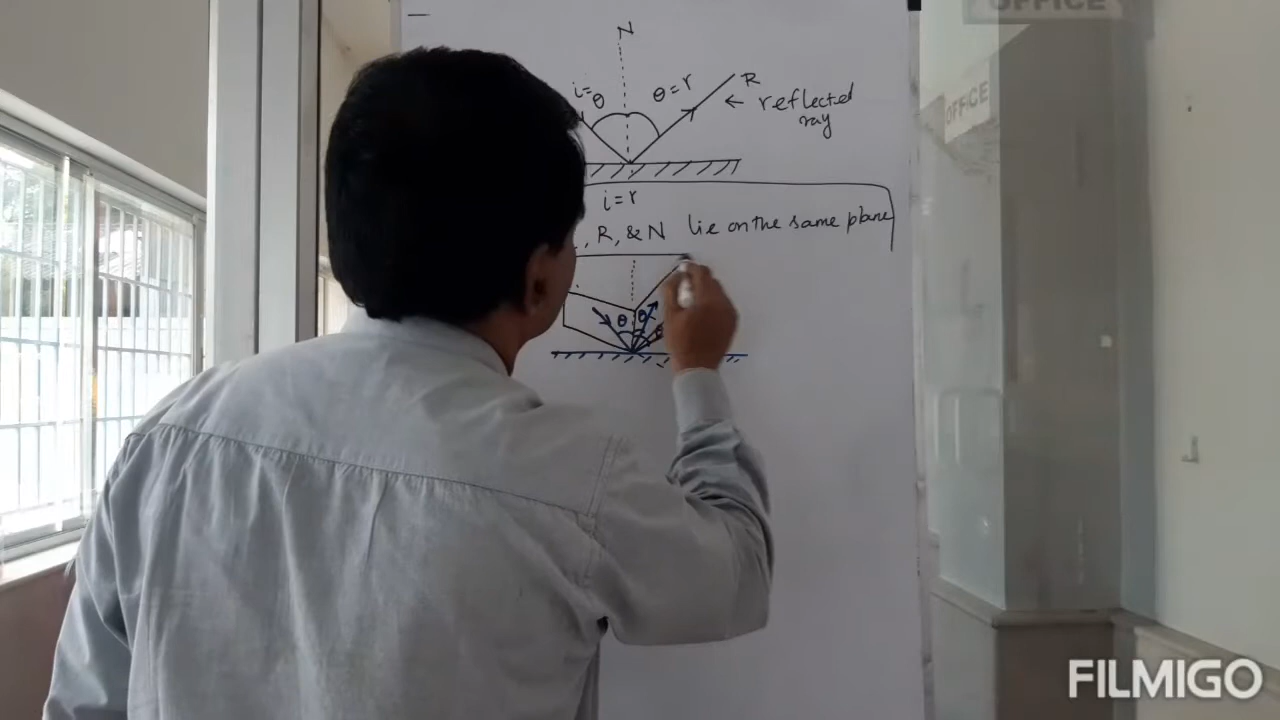 OFFICE
OFFICE
N
i=θ θ=r R ← reflected
ray
i=r
, R, & N lie on the same plane
θ θ θ
FILMIGO